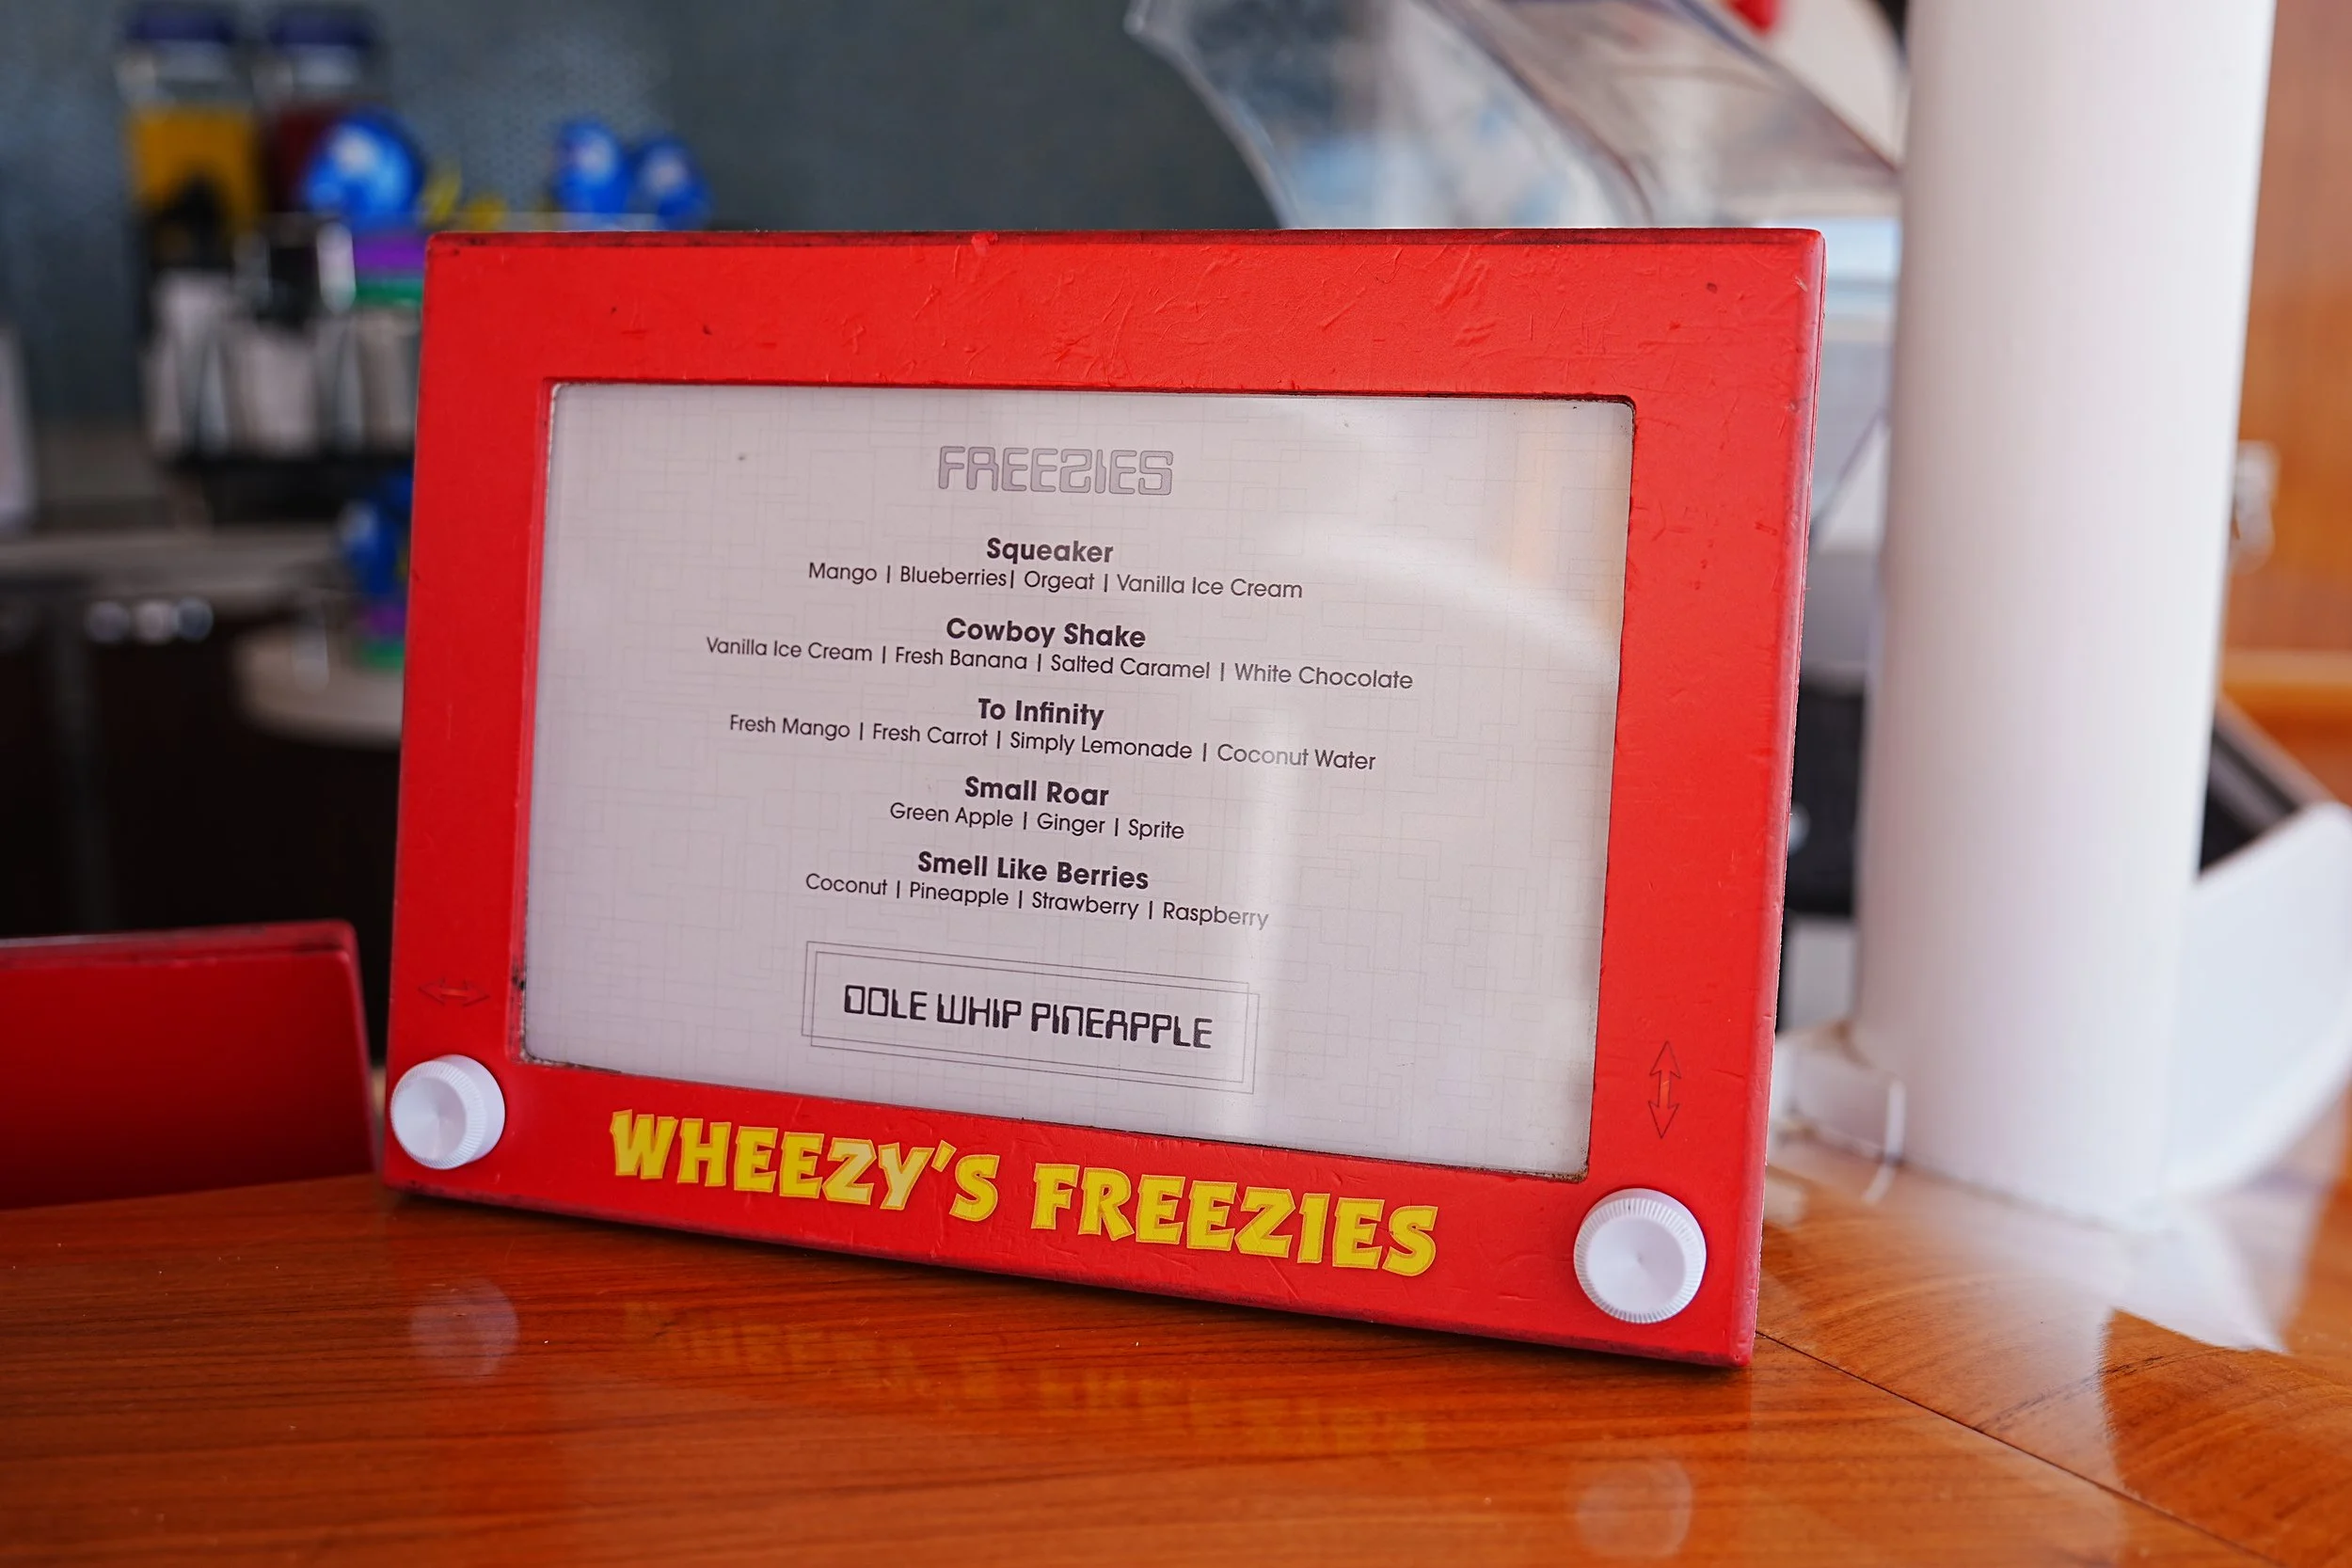 FREEZIES
Squeaker
Mango | Blueberries| Orgeat | Vanilla Ice Cream
Cowboy Shake
Vanilla Ice Cream | Fresh Banana | Salted Caramel | White Chocolate
To Infinity
Fresh Mango | Fresh Carrot | Simply Lemonade | Coconut Water
Small Roar
Green Apple | Ginger | Sprite
Smell Like Berries
Coconut | Pineapple | Strawberry | Raspberry
DOLE WHIP PINEAPPLE
WHEEZY'S FREEZIES